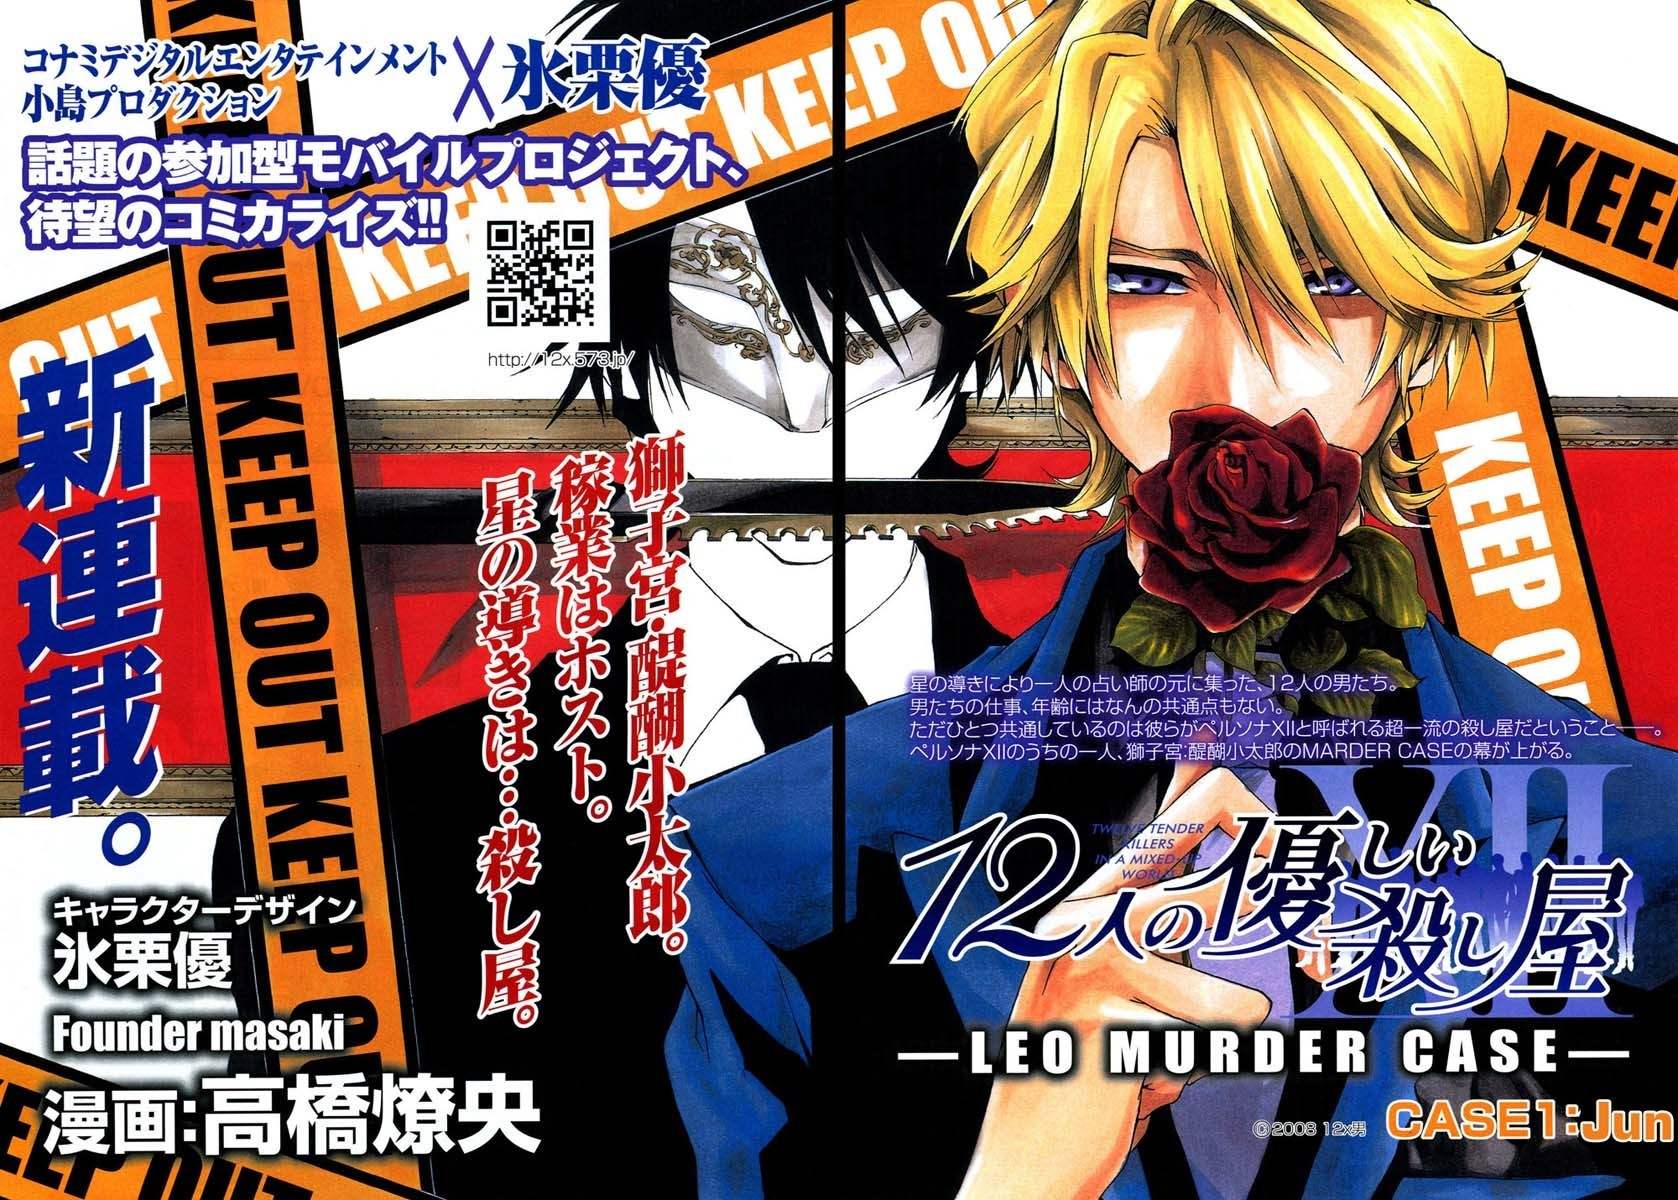 コナミデジタルエンタテインメント
小島プロダクション
×氷栗優
話題の参加型モバイルプロジェクト、
待望のコミカライズ!!
http://12x.573.jp/
KEEP OUT KEEP OUT
KEEP OUT KEEP OUT KEEP OUT
KEEP
KEEP OUT
OUT
新連載。
獅子宮・醍醐小太郎。
稼業はホスト。
星の導きは…殺し屋。
星の導きにより一人の占い師の元に集った、12人の男たち。
男たちの仕事、年齢にはなんの共通点もない。
ただひとつ共通しているのは彼らがペルソナXIIと呼ばれる超一流の殺し屋だということ――。
ペルソナXIIのうちの一人、獅子宮:醍醐小太郎のMARDER CASEの幕が上がる。
XII
TWELVE TENDER
KILLERS
IN A MIXED-UP
WORLD
12人の優しい殺し屋
―LEO MURDER CASE―
©2008 12x男
CASE1:Jun
キャラクターデザイン
氷栗優
Founder masaki
漫画:高橋燎央
KEEP OUT